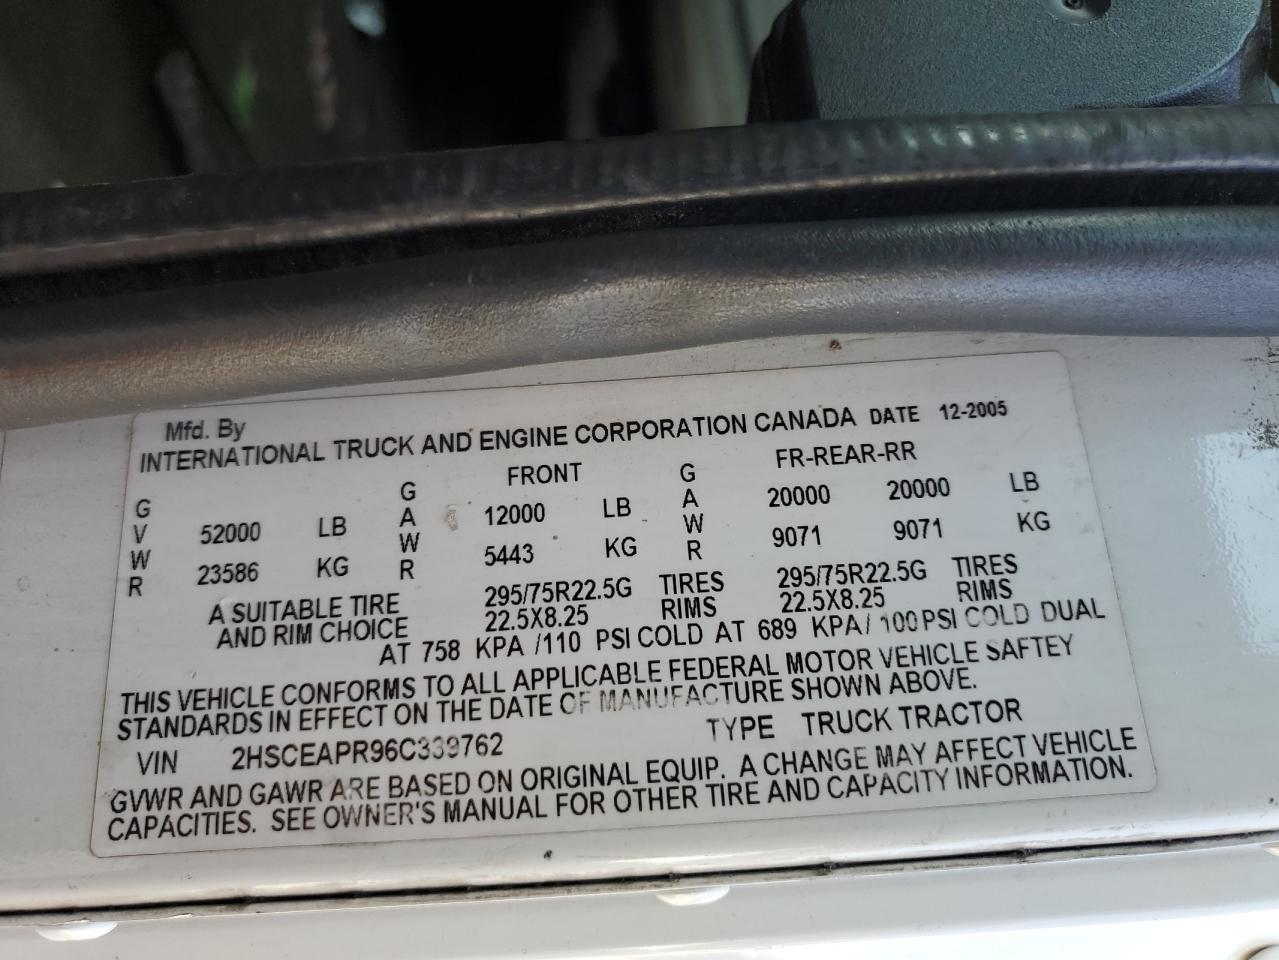 Mfd. By
INTERNATIONAL TRUCK AND ENGINE CORPORATION CANADA DATE 12-2005
FRONT FR-REAR-RR
G G 12000 LB G 20000 20000 LB
V 52000 LB A A
W W 5443 KG W 9071 9071 KG
R 23586 KG R R
A SUITABLE TIRE 295/75R22.5G TIRES 295/75R22.5G TIRES
AND RIM CHOICE 22.5X8.25 RIMS 22.5X8.25 RIMS
AT 758 KPA /110 PSI COLD AT 689 KPA/ 100 PSI COLD DUAL
THIS VEHICLE CONFORMS TO ALL APPLICABLE FEDERAL MOTOR VEHICLE SAFTEY
STANDARDS IN EFFECT ON THE DATE OF MANUFACTURE SHOWN ABOVE.
VIN 2HSCEAPR96C339762 TYPE TRUCK TRACTOR
GVWR AND GAWR ARE BASED ON ORIGINAL EQUIP. A CHANGE MAY AFFECT VEHICLE
CAPACITIES. SEE OWNER'S MANUAL FOR OTHER TIRE AND CAPACITY INFORMATION.